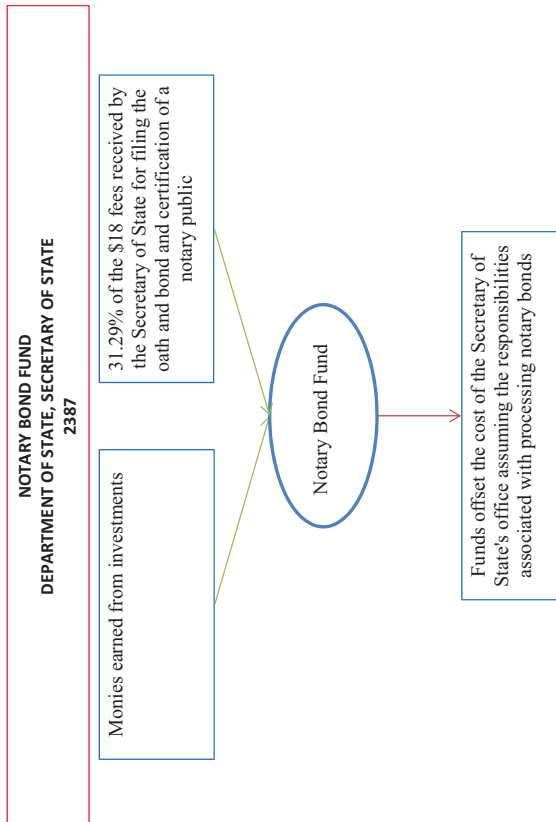 NOTARY BOND FUND
DEPARTMENT OF STATE, SECRETARY OF STATE
2387
Monies earned from investments
31.29% of the $18 fees received by
the Secretary of State for filing the
oath and bond and certification of a
notary public
Notary Bond Fund
Funds offset the cost of the Secretary of
State's office assuming the responsibilities
associated with processing notary bonds